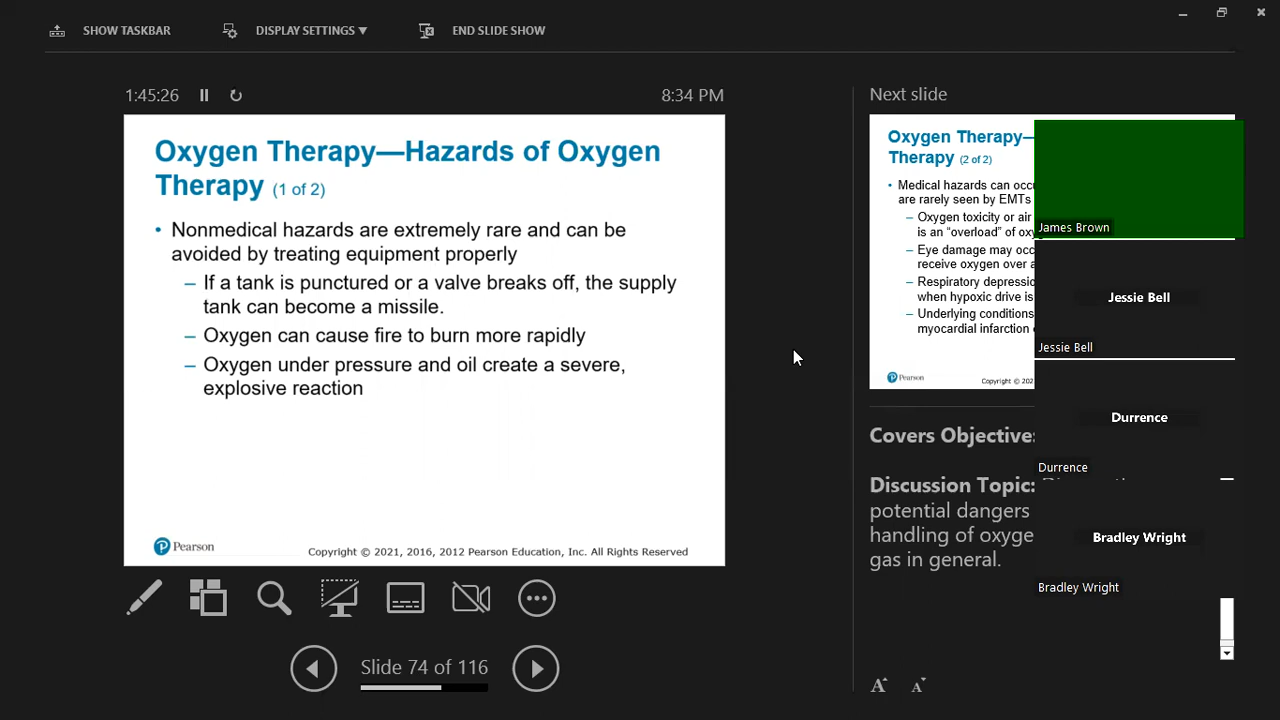 SHOW TASKBAR
DISPLAY SETTINGS ▼
END SLIDE SHOW
1:45:26
8:34 PM
Oxygen Therapy—Hazards of Oxygen
Therapy (1 of 2)
• Nonmedical hazards are extremely rare and can be
avoided by treating equipment properly
– If a tank is punctured or a valve breaks off, the supply
tank can become a missile.
– Oxygen can cause fire to burn more rapidly
– Oxygen under pressure and oil create a severe,
explosive reaction
Pearson
Copyright © 2021, 2016, 2012 Pearson Education, Inc. All Rights Reserved
Slide 74 of 116
Next slide
Oxygen Therapy—
Therapy (2 of 2)
• Medical hazards can occ
are rarely seen by EMTs
– Oxygen toxicity or air
is an “overload” of ox
– Eye damage may occ
receive oxygen over a
– Respiratory depressio
when hypoxic drive is
– Underlying conditions
myocardial infarction
Pearson
Copyright © 202
Covers Objective
Discussion Topic:
potential dangers
handling of oxyge
gas in general.
James Brown
Jessie Bell
Jessie Bell
Durrence
Durrence
Bradley Wright
Bradley Wright
A A